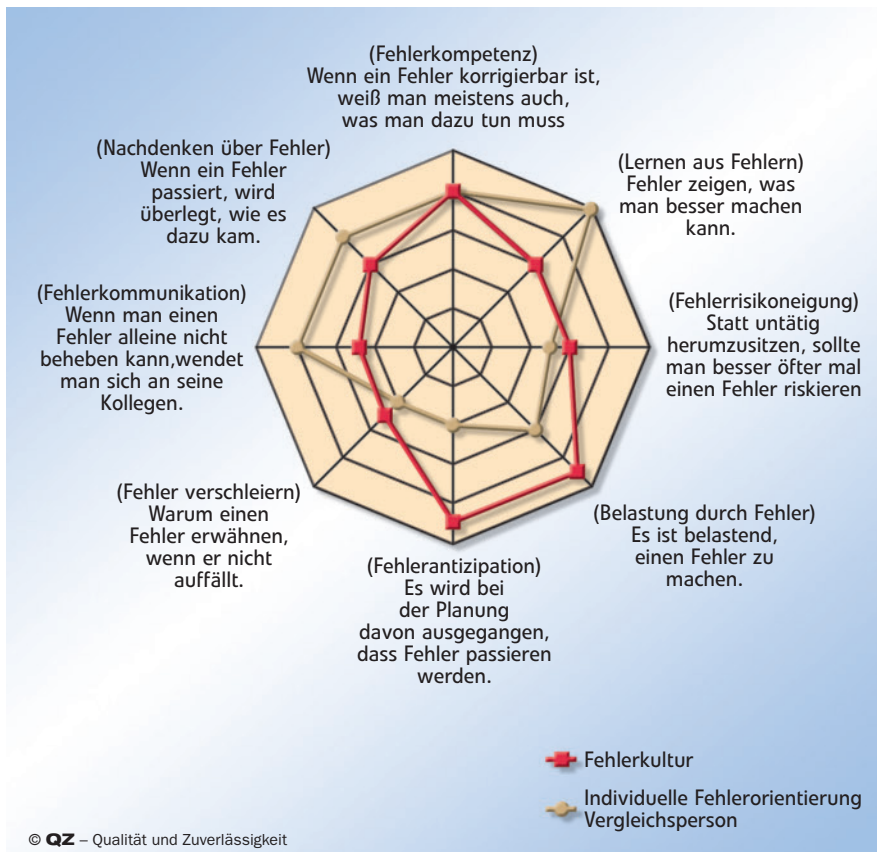 (Fehlerkompetenz)
Wenn ein Fehler korrigierbar ist,
weiß man meistens auch,
was man dazu tun muss
(Lernen aus Fehlern)
Fehler zeigen, was
man besser machen
kann.
(Fehlerrisikoneigung)
Statt untätig
herumzusitzen, sollte
man besser öfter mal
einen Fehler riskieren
(Belastung durch Fehler)
Es ist belastend,
einen Fehler zu
machen.
(Fehlerantizipation)
Es wird bei
der Planung
davon ausgegangen,
dass Fehler passieren
werden.
(Fehler verschleiern)
Warum einen
Fehler erwähnen,
wenn er nicht
auffällt.
(Fehlerkommunikation)
Wenn man einen
Fehler alleine nicht
beheben kann,wendet
man sich an seine
Kollegen.
(Nachdenken über Fehler)
Wenn ein Fehler
passiert, wird
überlegt, wie es
dazu kam.
Fehlerkultur
Individuelle Fehlerorientierung
Vergleichsperson
© QZ – Qualität und Zuverlässigkeit